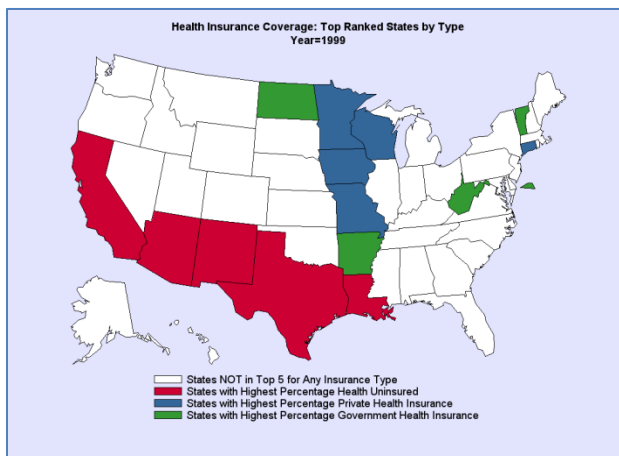 Health Insurance Coverage: Top Ranked States by Type
Year=1999
States NOT in Top 5 for Any Insurance Type
States with Highest Percentage Health Uninsured
States with Highest Percentage Private Health Insurance
States with Highest Percentage Government Health Insurance